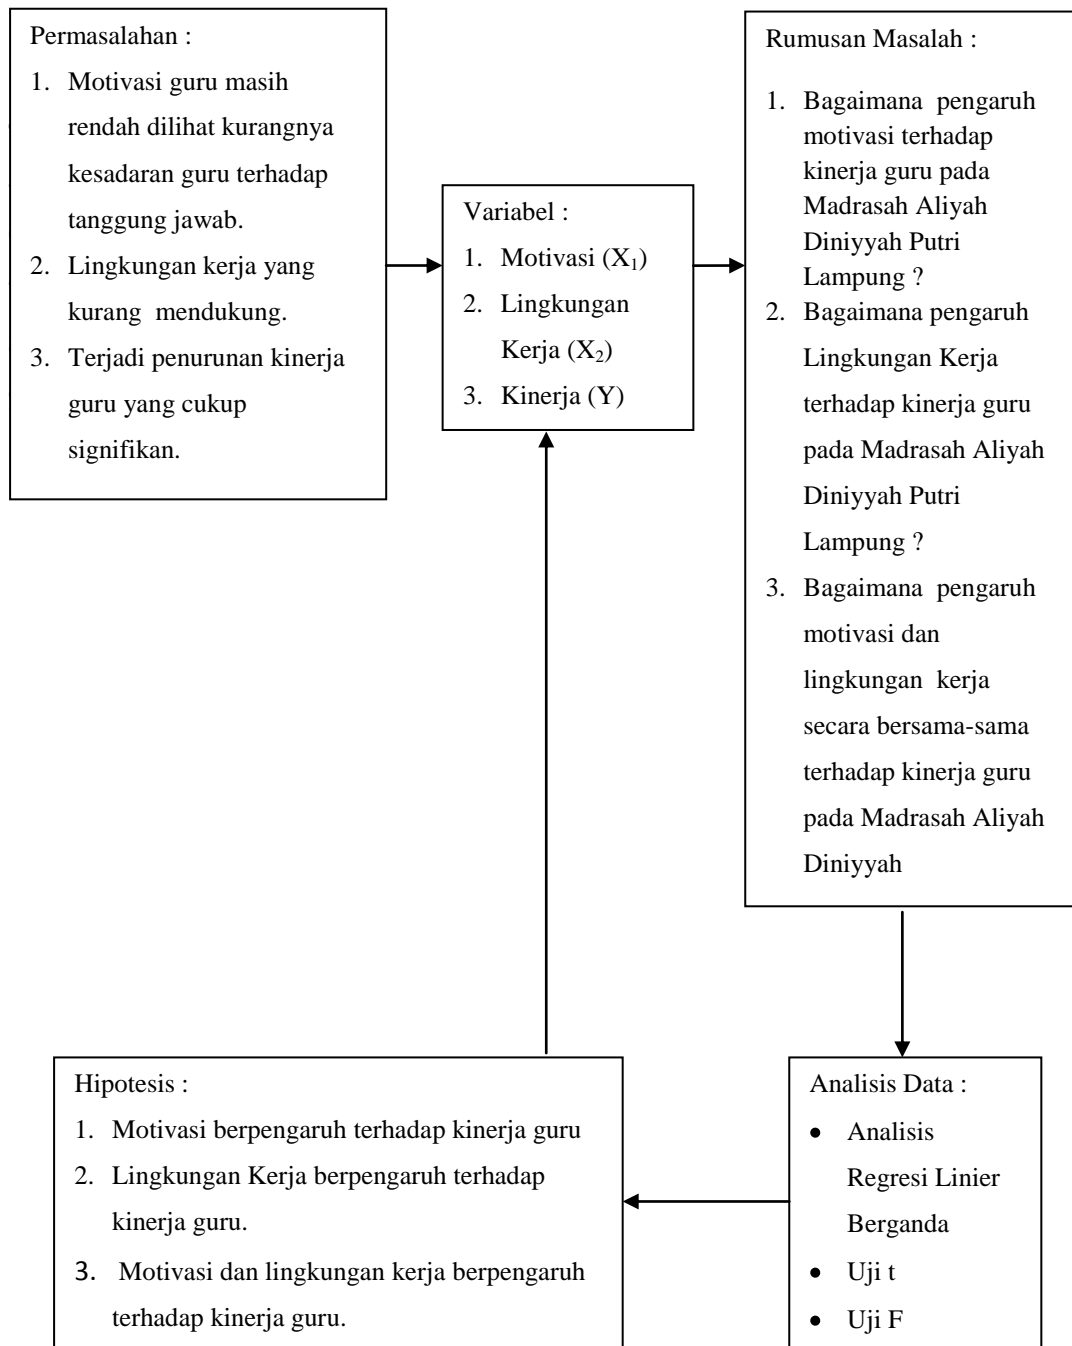 Permasalahan :
1. Motivasi guru masih
rendah dilihat kurangnya
kesadaran guru terhadap
tanggung jawab.
2. Lingkungan kerja yang
kurang mendukung.
3. Terjadi penurunan kinerja
guru yang cukup
signifikan.
Variabel :
1. Motivasi (X₁)
2. Lingkungan
Kerja (X₂)
3. Kinerja (Y)
Rumusan Masalah :
1. Bagaimana pengaruh
motivasi terhadap
kinerja guru pada
Madrasah Aliyah
Diniyyah Putri
Lampung ?
2. Bagaimana pengaruh
Lingkungan Kerja
terhadap kinerja guru
pada Madrasah Aliyah
Diniyyah Putri
Lampung ?
3. Bagaimana pengaruh
motivasi dan
lingkungan kerja
secara bersama-sama
terhadap kinerja guru
pada Madrasah Aliyah
Diniyyah
Analisis Data :
• Analisis
Regresi Linier
Berganda
• Uji t
• Uji F
Hipotesis :
1. Motivasi berpengaruh terhadap kinerja guru
2. Lingkungan Kerja berpengaruh terhadap
kinerja guru.
3. Motivasi dan lingkungan kerja berpengaruh
terhadap kinerja guru.